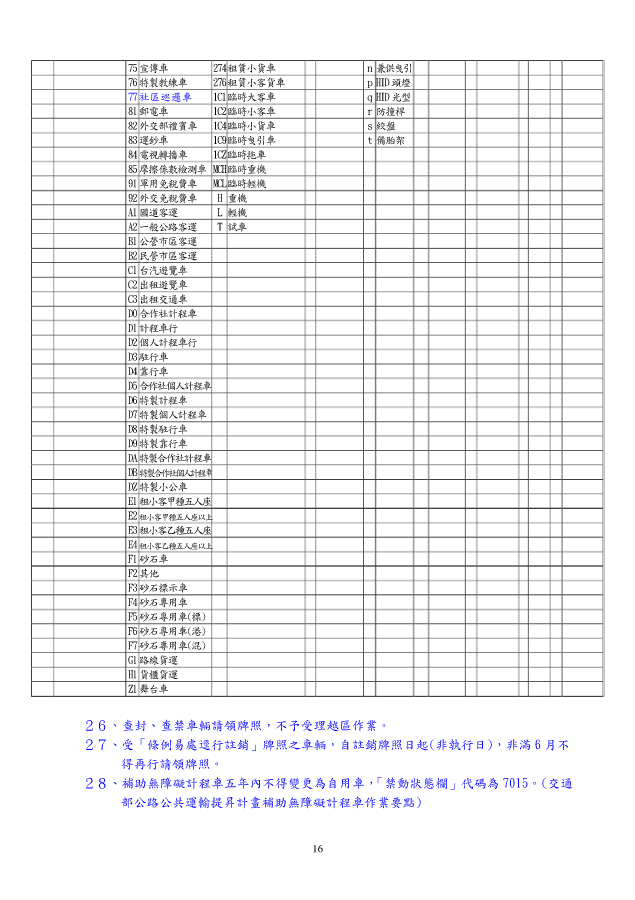 75 宣傳車 274 租賃小貨車 n 兼供曳引
76 特製教練車 276 租賃小客貨車 p HID 頭燈
77 社區巡邏車 1C1 臨時大客車 q HID 光型
81 郵電車 1C2 臨時小客車 r 防撞桿
82 外交部禮賓車 1C4 臨時小貨車 s 絞盤
83 運鈔車 1C9 臨時曳引車 t 備胎架
84 電視轉播車 1CZ 臨時拖車
85 摩擦係數檢測車 MCH 臨時重機
91 軍用免稅費車 MCL 臨時輕機
92 外交免稅費車 H 重機
A1 國道客運 L 輕機
A2 一般公路客運 T 試車
B1 公營市區客運
B2 民營市區客運
C1 台汽遊覽車
C2 出租遊覽車
C3 出租交通車
D0 合作社計程車
D1 計程車行
D2 個人計程車行
D3 駐行車
D4 靠行車
D5 合作社個人計程車
D6 特製計程車
D7 特製個人計程車
D8 特製駐行車
D9 特製靠行車
DA 特製合作社計程車
DB 特製合作社個人計程車
DZ 特製小公車
E1 租小客甲種五人座
E2 租小客甲種五人座以上
E3 租小客乙種五人座
E4 租小客乙種五人座以上
F1 砂石車
F2 其他
F3 砂石標示車
F4 砂石專用車
F5 砂石專用車(標)
F6 砂石專用車(港)
F7 砂石專用車(混)
G1 路線貨運
H1 貨櫃貨運
Z1 舞台車
２６、查封、查禁車輛請領牌照，不予受理越區作業。
２７、受「條例易處逕行註銷」牌照之車輛，自註銷牌照日起(非執行日)，非滿 6 月不
得再行請領牌照。
２８、補助無障礙計程車五年內不得變更為自用車，「禁動狀態欄」代碼為 7015。(交通
部公路公共運輸提昇計畫補助無障礙計程車作業要點)
16